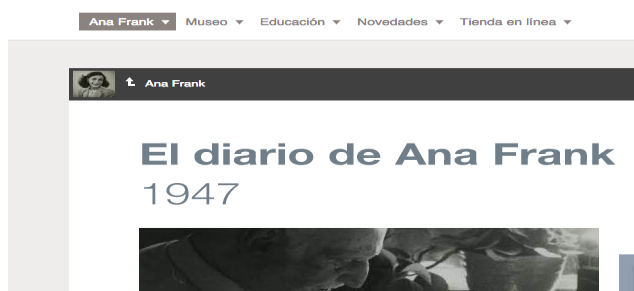 Ana Frank Museo Educación Novedades Tienda en línea
Ana Frank
El diario de Ana Frank
1947